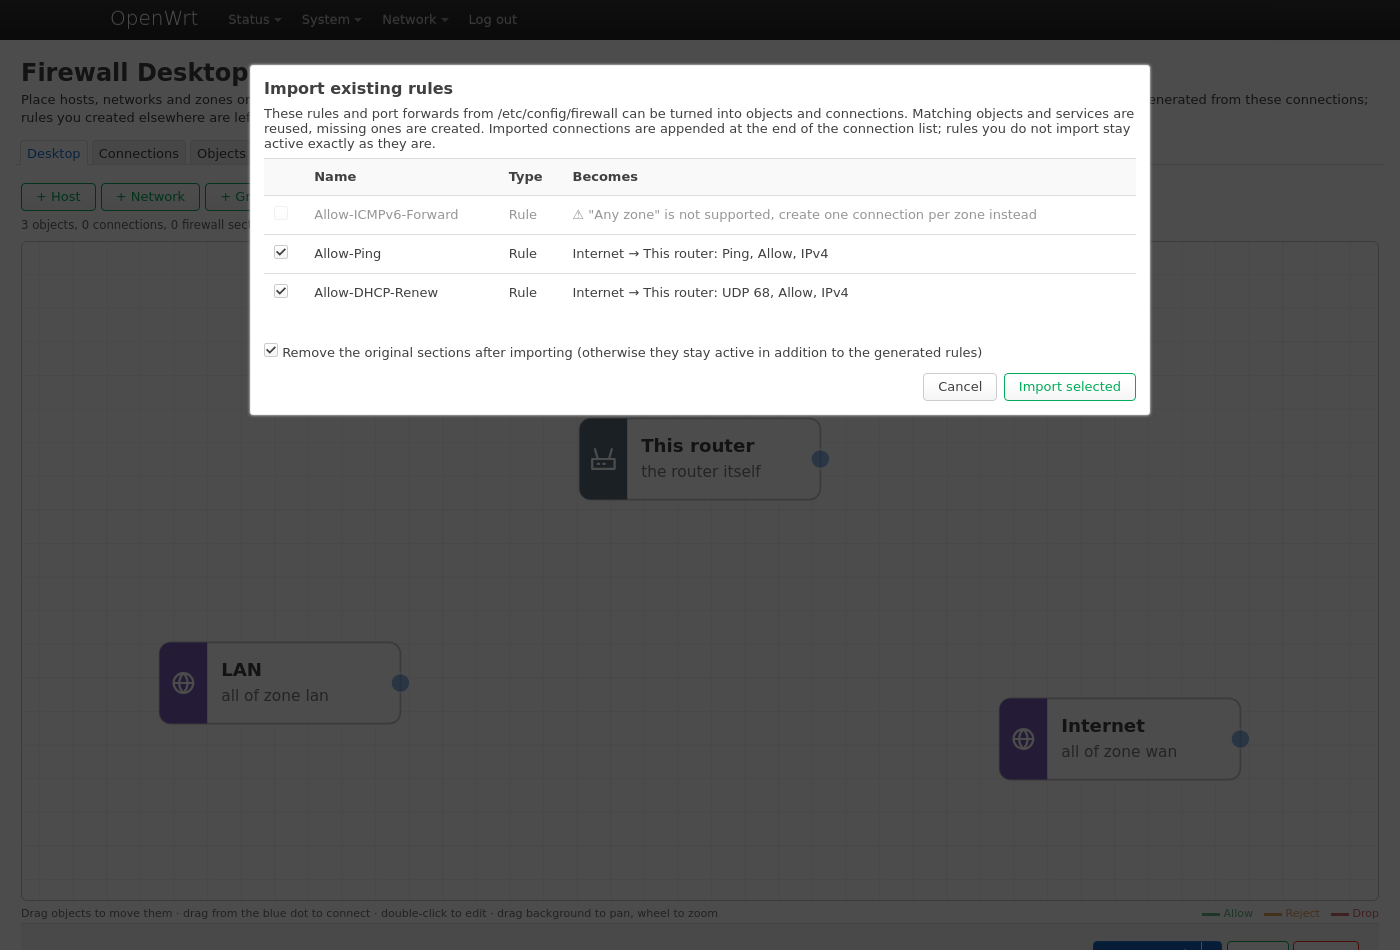 OpenWrt Status System Network Log out
Firewall Desktop
Place hosts, networks and zones
enerated from these connections;
rules you created elsewhere are
Desktop Connections Objects
+ Host + Network +
3 objects, 0 connections, 0 firewall
Import existing rules
These rules and port forwards from /etc/config/firewall can be turned into objects and connections. Matching objects and services are
reused, missing ones are created. Imported connections are appended at the end of the connection list; rules you do not import stay
active exactly as they are.
Name Type Becomes
Allow-ICMPv6-Forward Rule ⚠ "Any zone" is not supported, create one connection per zone instead
Allow-Ping Rule Internet → This router: Ping, Allow, IPv4
Allow-DHCP-Renew Rule Internet → This router: UDP 68, Allow, IPv4
Remove the original sections after importing (otherwise they stay active in addition to the generated rules)
Cancel Import selected
This router
the router itself
LAN
all of zone lan
Internet
all of zone wan
Drag objects to move them · drag from the blue dot to connect · double-click to edit · drag background to pan, wheel to zoom
Allow Reject Drop